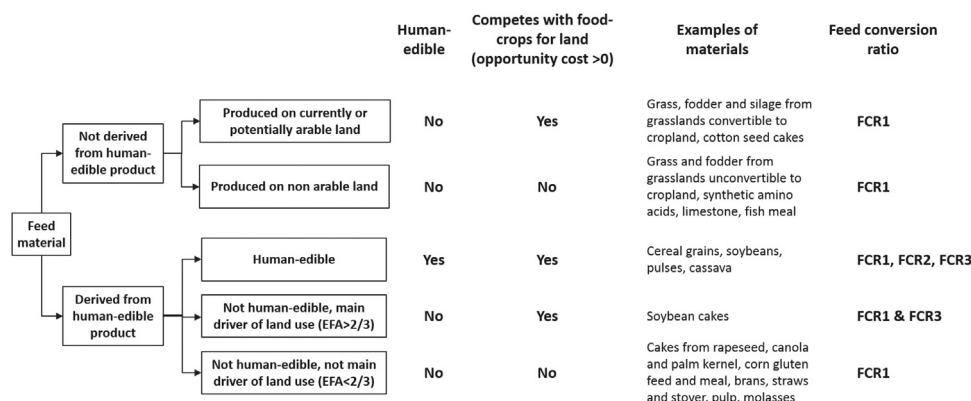 Human-
edible
Competes with food-
crops for land
(opportunity cost >0)
Examples of
materials
Feed conversion
ratio
Feed
material
Not derived
from human-
edible product
Produced on currently or
potentially arable land
No
Yes
Grass, fodder and silage from
grasslands convertible to
cropland, cotton seed cakes
FCR1
Produced on non arable land
No
No
Grass and fodder from
grasslands unconvertible to
cropland, synthetic amino
acids, limestone, fish meal
FCR1
Derived from
human-edible
product
Human-edible
Yes
Yes
Cereal grains, soybeans,
pulses, cassava
FCR1, FCR2, FCR3
Not human-edible, main
driver of land use (EFA>2/3)
No
Yes
Soybean cakes
FCR1 & FCR3
Not human-edible, not main
driver of land use (EFA<2/3)
No
No
Cakes from rapeseed, canola
and palm kernel, corn gluten
feed and meal, brans, straws
and stover, pulp, molasses
FCR1